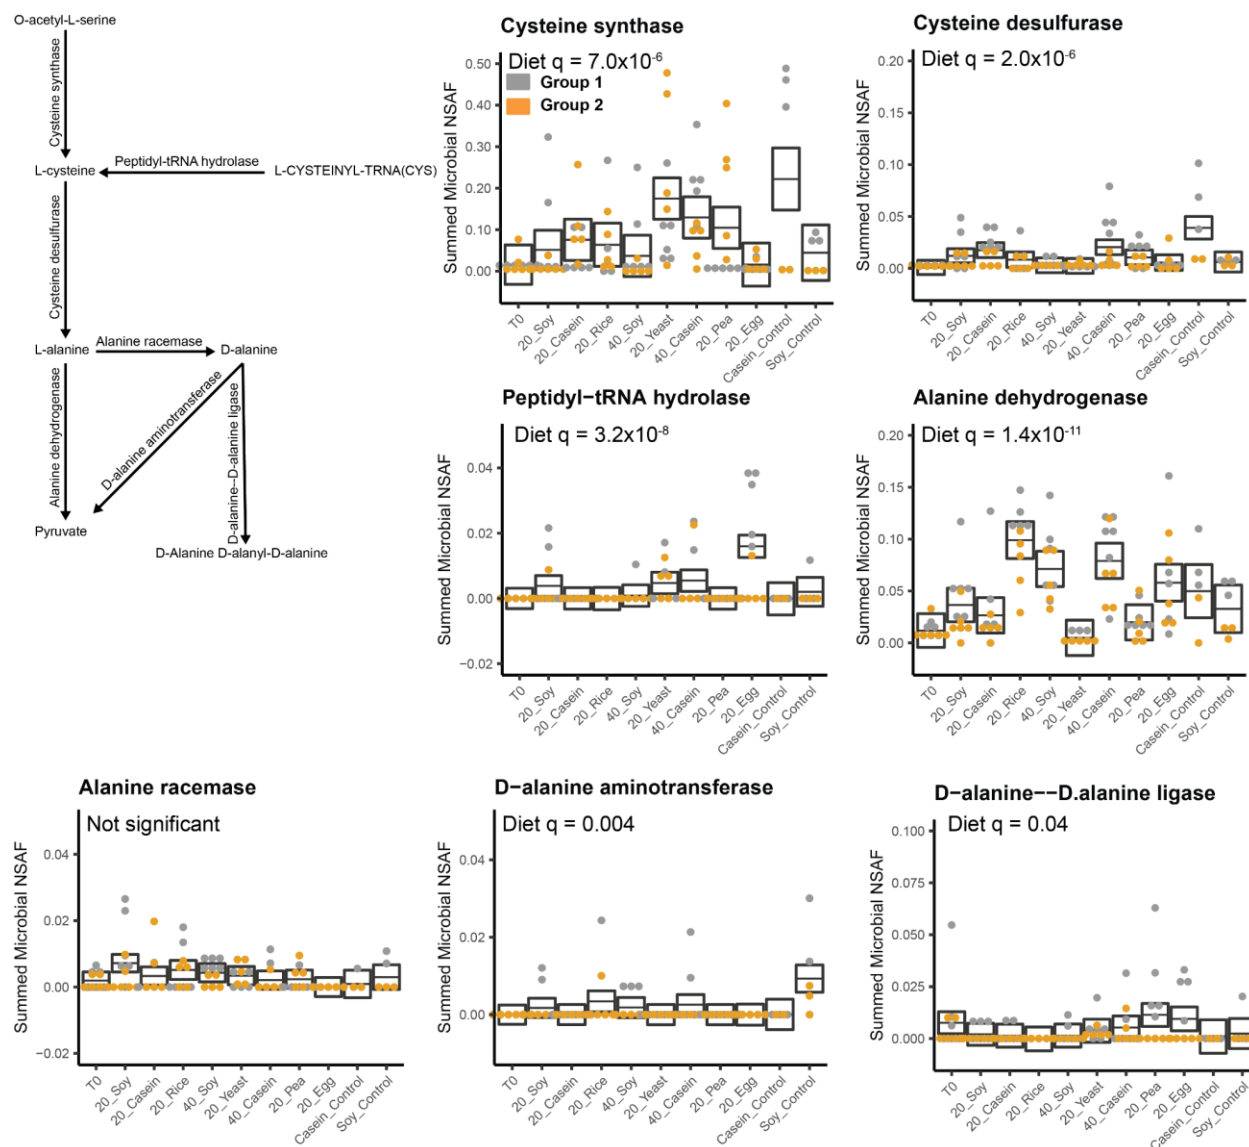 O-acetyl-L-serine
Cysteine synthase
L-cysteine
Peptidyl-tRNA hydrolase
L-CYSTEINYL-TRNA(CYS)
Cysteine desulfurase
L-alanine
Alanine racemase
D-alanine
Alanine dehydrogenase
D-alanine aminotransferase
D-alanine--D-alanine ligase
Pyruvate
D-Alanine D-alanyl-D-alanine
Cysteine synthase
Diet q = 7.0x10⁻⁶
Group 1
Group 2
Summed Microbial NSAF
0.50
0.40
0.30
0.20
0.10
0.00
T0
20_Soy
20_Casein
20_Rice
40_Soy
20_Yeast
40_Casein
20_Pea
20_Egg
Casein_Control
Soy_Control
Cysteine desulfurase
Diet q = 2.0x10⁻⁶
Summed Microbial NSAF
0.20
0.15
0.10
0.05
0.00
T0
20_Soy
20_Casein
20_Rice
40_Soy
20_Yeast
40_Casein
20_Pea
20_Egg
Casein_Control
Soy_Control
Peptidyl−tRNA hydrolase
Diet q = 3.2x10⁻⁸
Summed Microbial NSAF
0.04
0.02
0.00
−0.02
T0
20_Soy
20_Casein
20_Rice
40_Soy
20_Yeast
40_Casein
20_Pea
20_Egg
Casein_Control
Soy_Control
Alanine dehydrogenase
Diet q = 1.4x10⁻¹¹
Summed Microbial NSAF
0.20
0.15
0.10
0.05
0.00
T0
20_Soy
20_Casein
20_Rice
40_Soy
20_Yeast
40_Casein
20_Pea
20_Egg
Casein_Control
Soy_Control
Alanine racemase
Not significant
Summed Microbial NSAF
0.04
0.02
0.00
−0.02
T0
20_Soy
20_Casein
20_Rice
40_Soy
20_Yeast
40_Casein
20_Pea
20_Egg
Casein_Control
Soy_Control
D−alanine aminotransferase
Diet q = 0.004
Summed Microbial NSAF
0.04
0.02
0.00
T0
20_Soy
20_Casein
20_Rice
40_Soy
20_Yeast
40_Casein
20_Pea
20_Egg
Casein_Control
Soy_Control
D−alanine−−D.alanine ligase
Diet q = 0.04
Summed Microbial NSAF
0.100
0.075
0.050
0.025
0.000
T0
20_Soy
20_Casein
20_Rice
40_Soy
20_Yeast
40_Casein
20_Pea
20_Egg
Casein_Control
Soy_Control